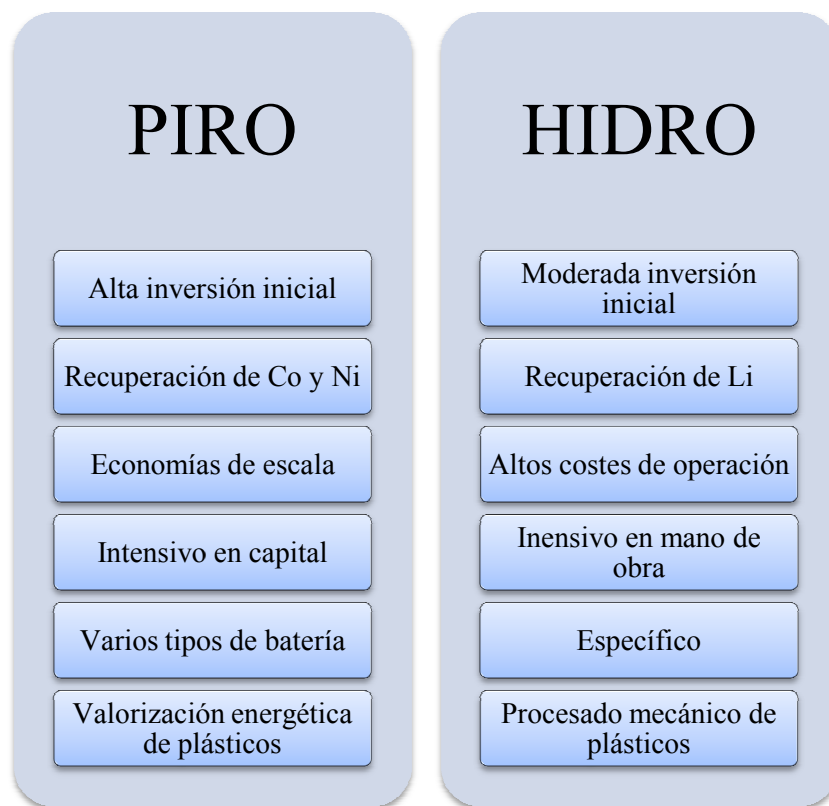 PIRO
Alta inversión inicial
Recuperación de Co y Ni
Economías de escala
Intensivo en capital
Varios tipos de batería
Valorización energética
de plásticos
HIDRO
Moderada inversión
inicial
Recuperación de Li
Altos costes de operación
Inensivo en mano de
obra
Específico
Procesado mecánico de
plásticos